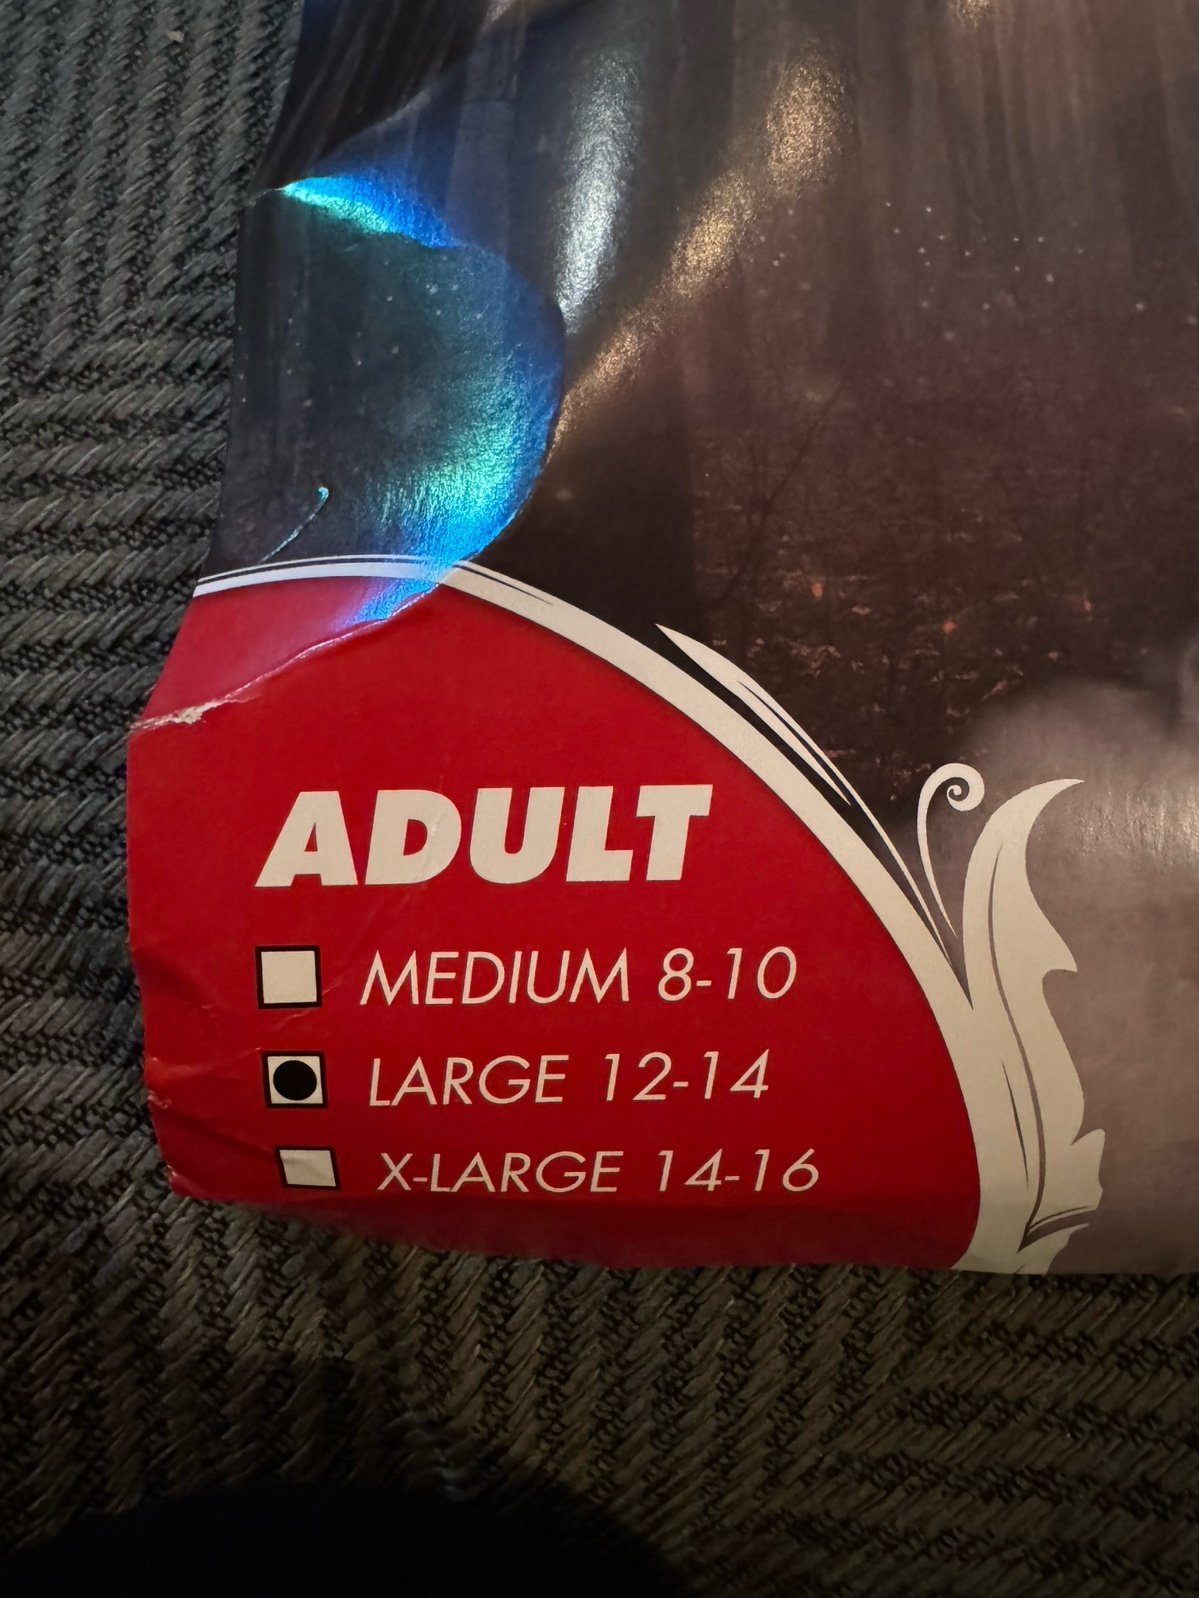 ADULT
MEDIUM 8-10
LARGE 12-14
X-LARGE 14-16